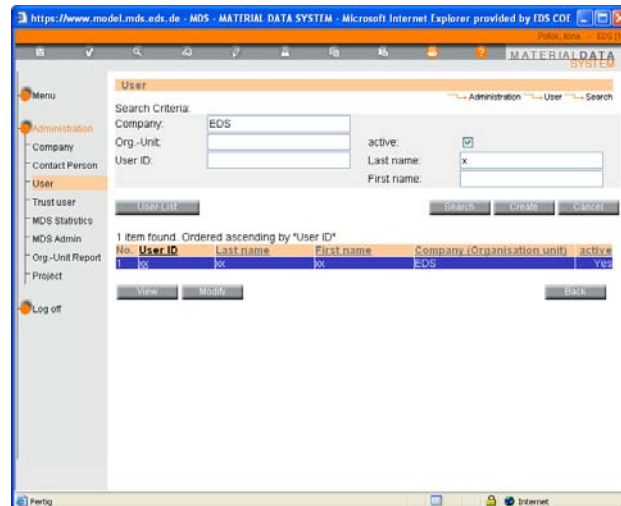 https://www.model.mds.eds.de - MDS - MATERIAL DATA SYSTEM - Microsoft Internet Explorer provided by EDS COE
MATERIALDATA
SYSTEM
Menu
User
Administration User Search
Search Criteria:
Administration
Company: EDS
Company
Org.-Unit: active:
Contact Person
User ID: Last name: x
User
First name:
Trust user
User-List Search Create Cancel
MDS Statistics
MDS Admin
1 item found. Ordered ascending by "User ID"
Org.-Unit Report
No. User ID Last name First name Company (Organisation unit) active
1 xx xx xx EDS Yes
Project
View Modify Back
Log off
Fertig Internet